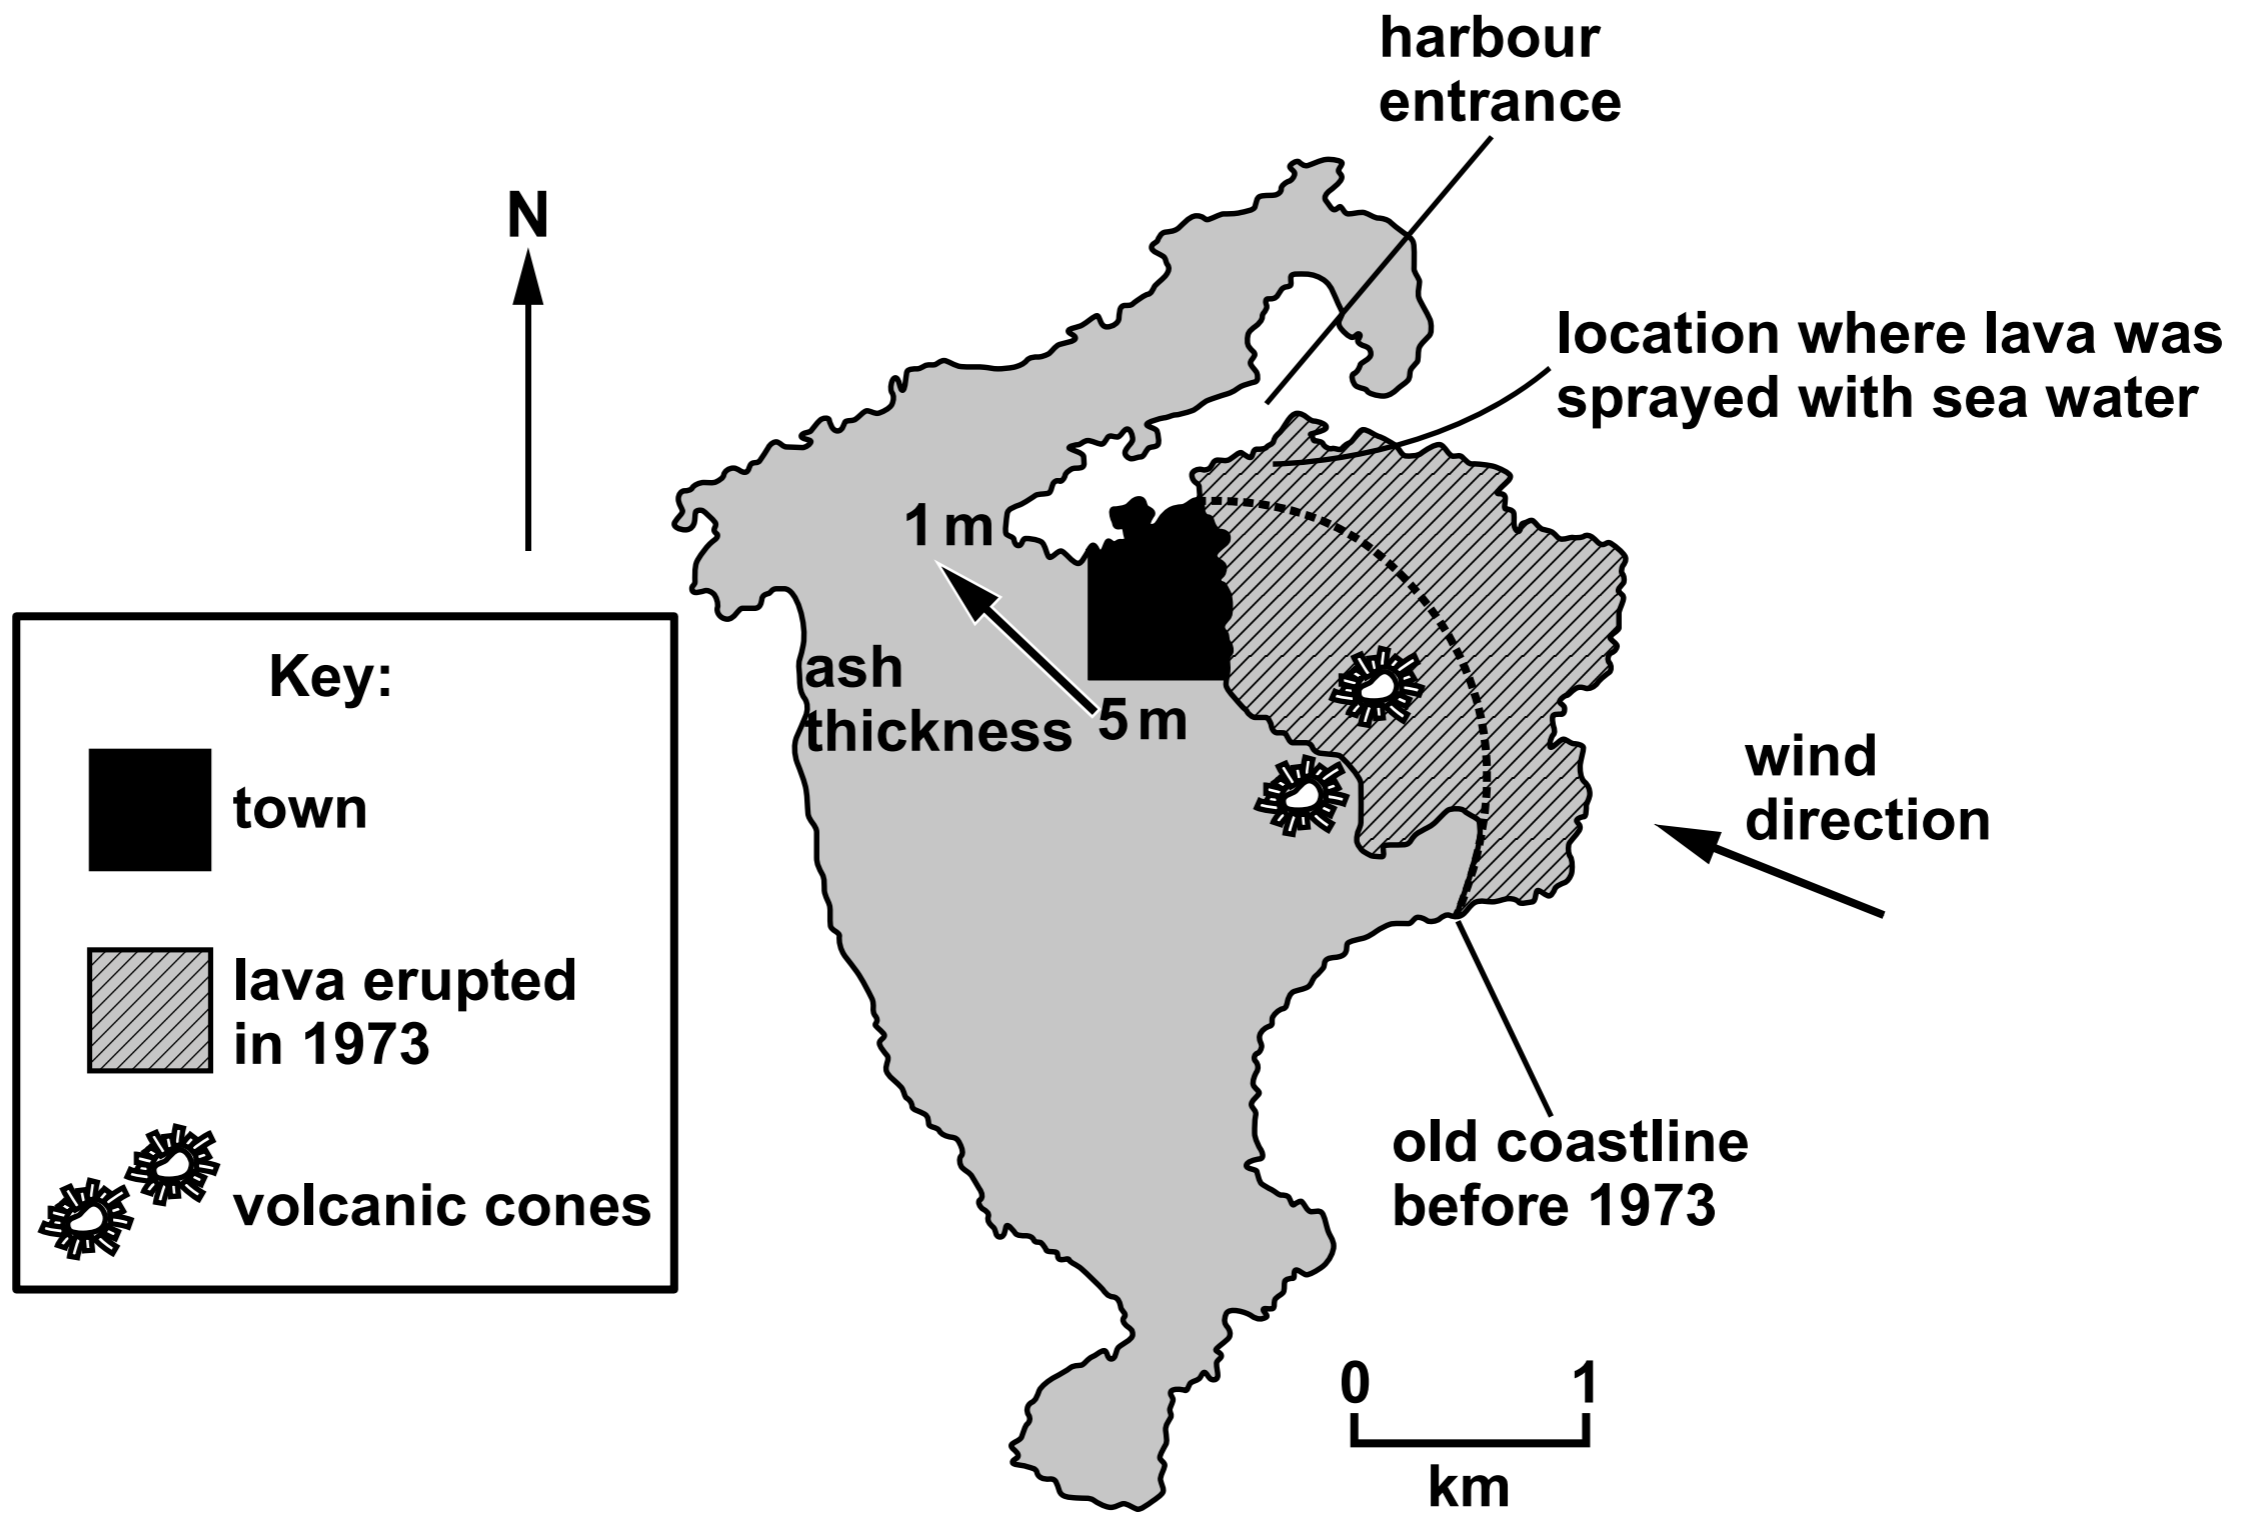 harbour
entrance
N
location where lava was
sprayed with sea water
1 m
Key:
ash
thickness
5 m
town
wind
direction
lava erupted
in 1973
old coastline
before 1973
volcanic cones
0 1
km